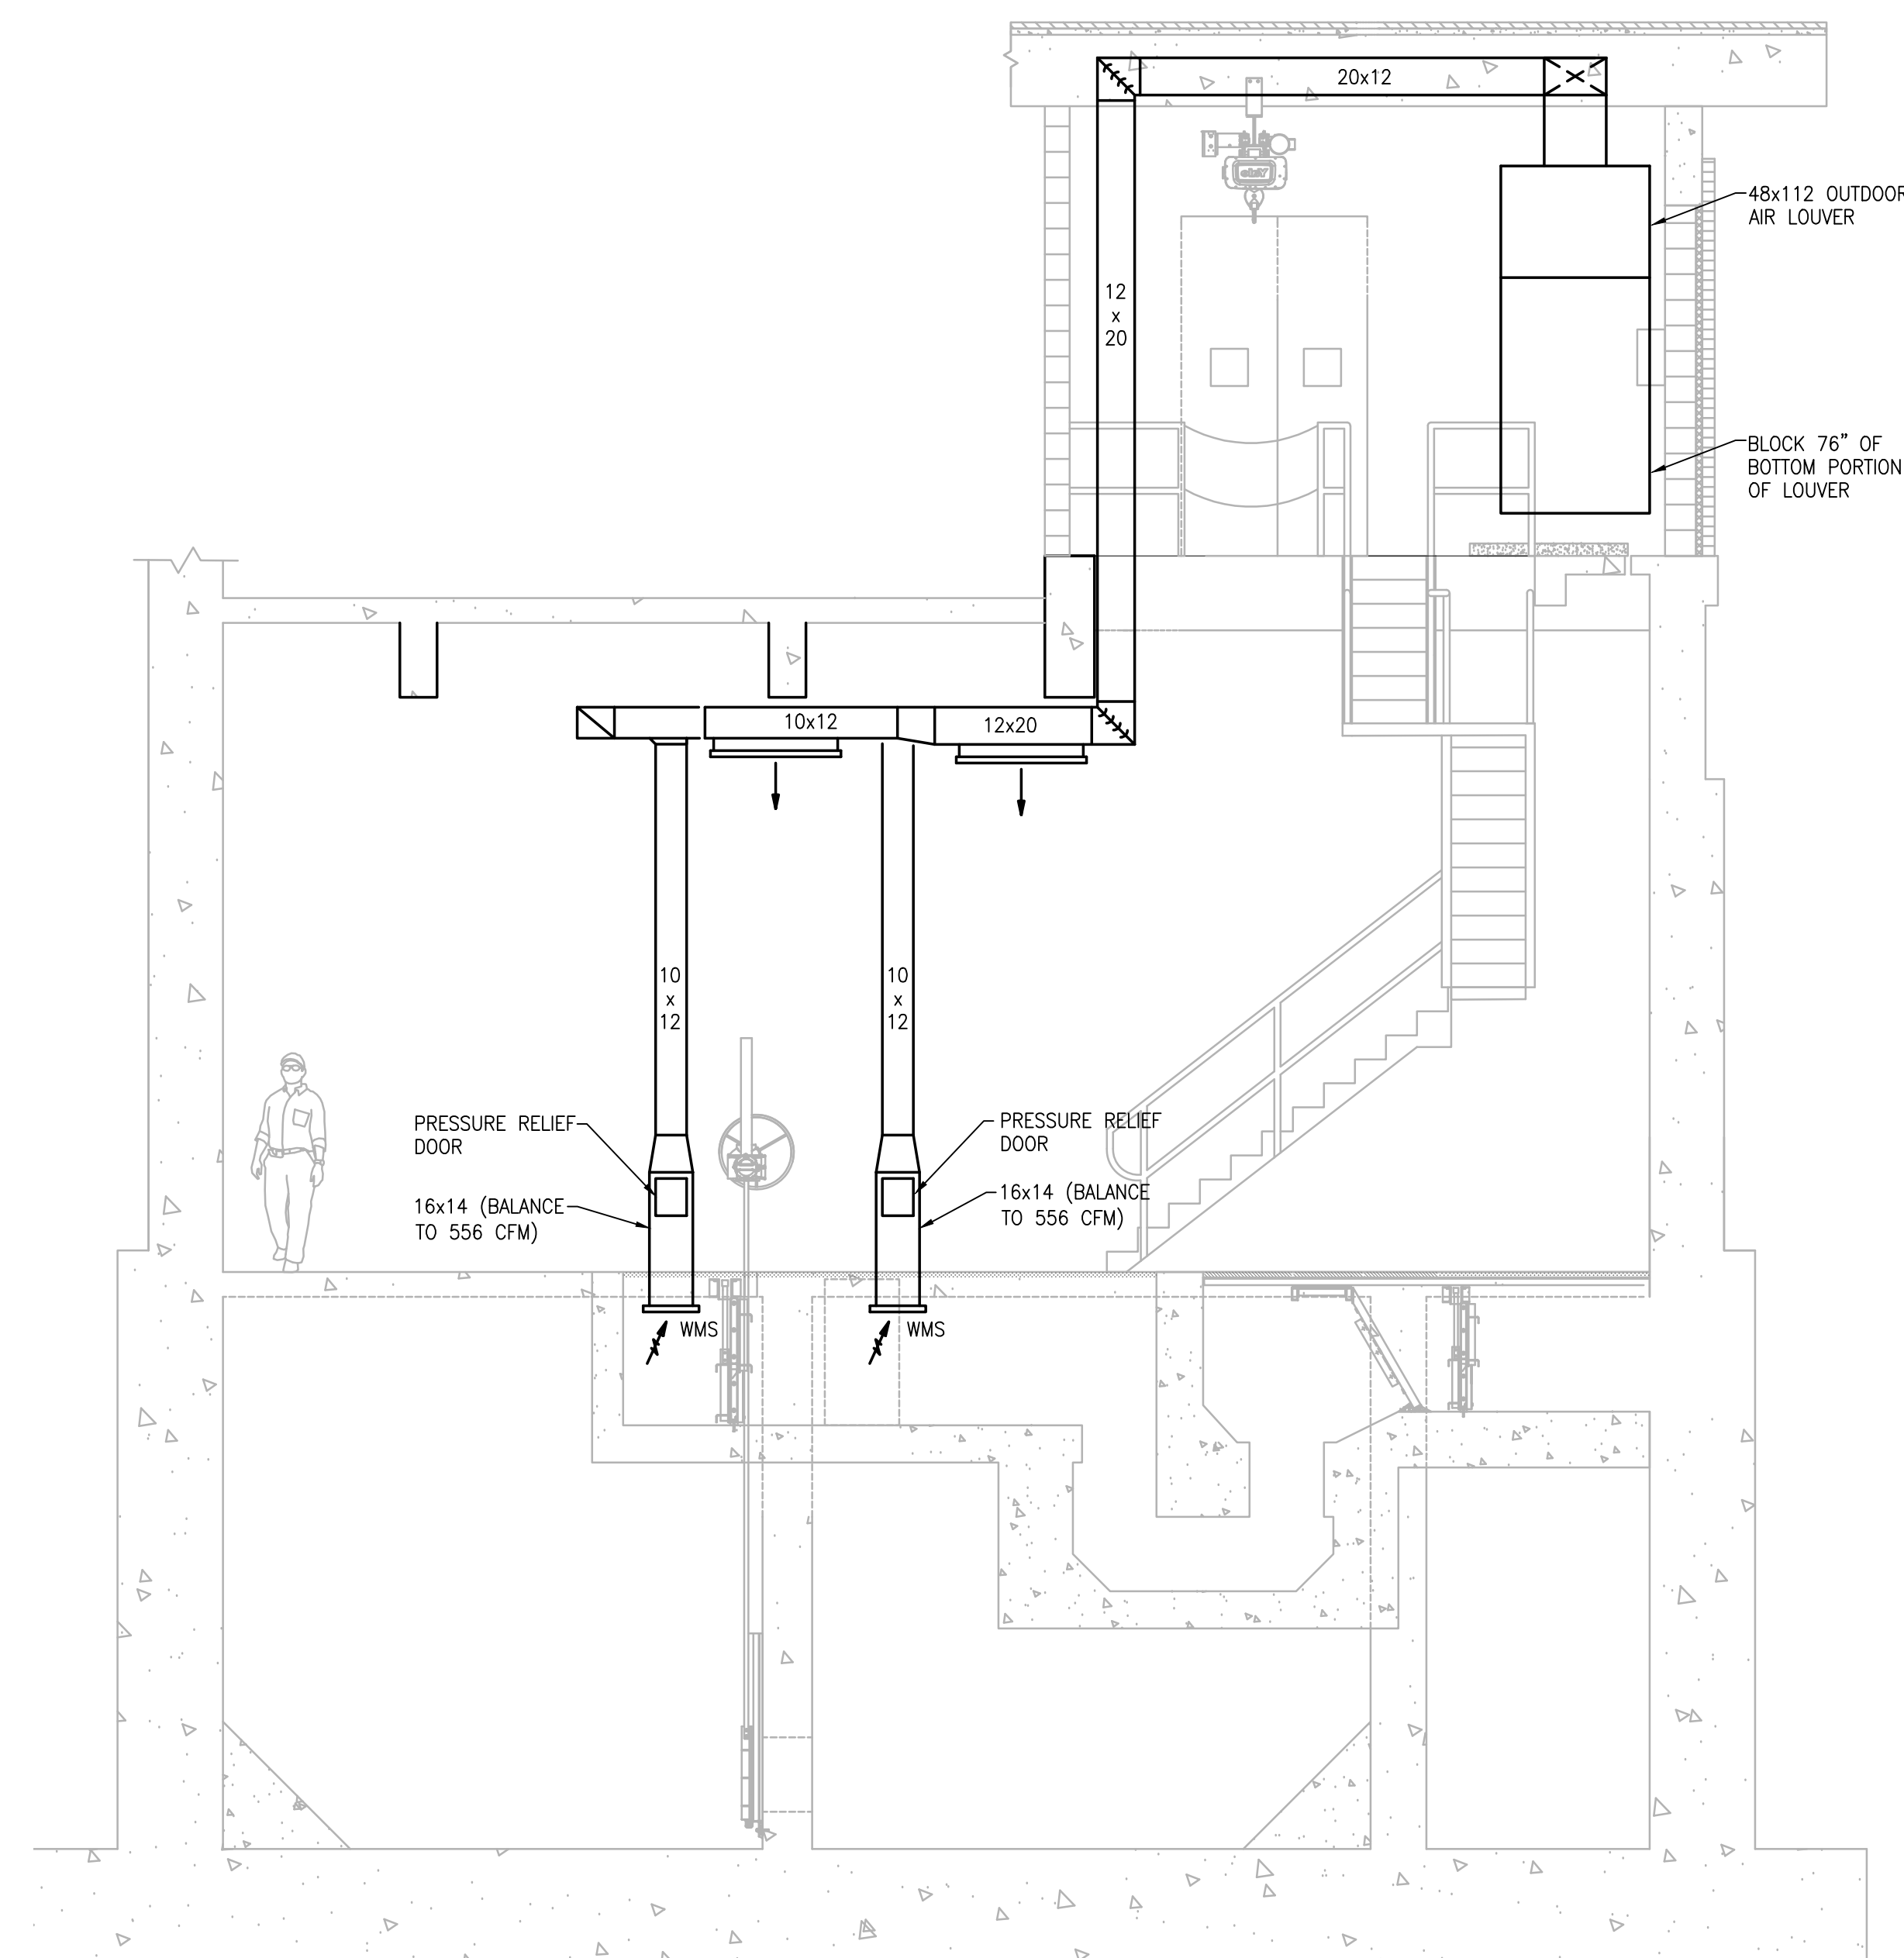 20x12
48x112 OUTDOOR
AIR LOUVER
12
x
20
BLOCK 76" OF
BOTTOM PORTION
OF LOUVER
10x12
12x20
10
x
12
10
x
12
PRESSURE RELIEF
DOOR
PRESSURE RELIEF
DOOR
16x14 (BALANCE
TO 556 CFM)
16x14 (BALANCE
TO 556 CFM)
WMS
WMS